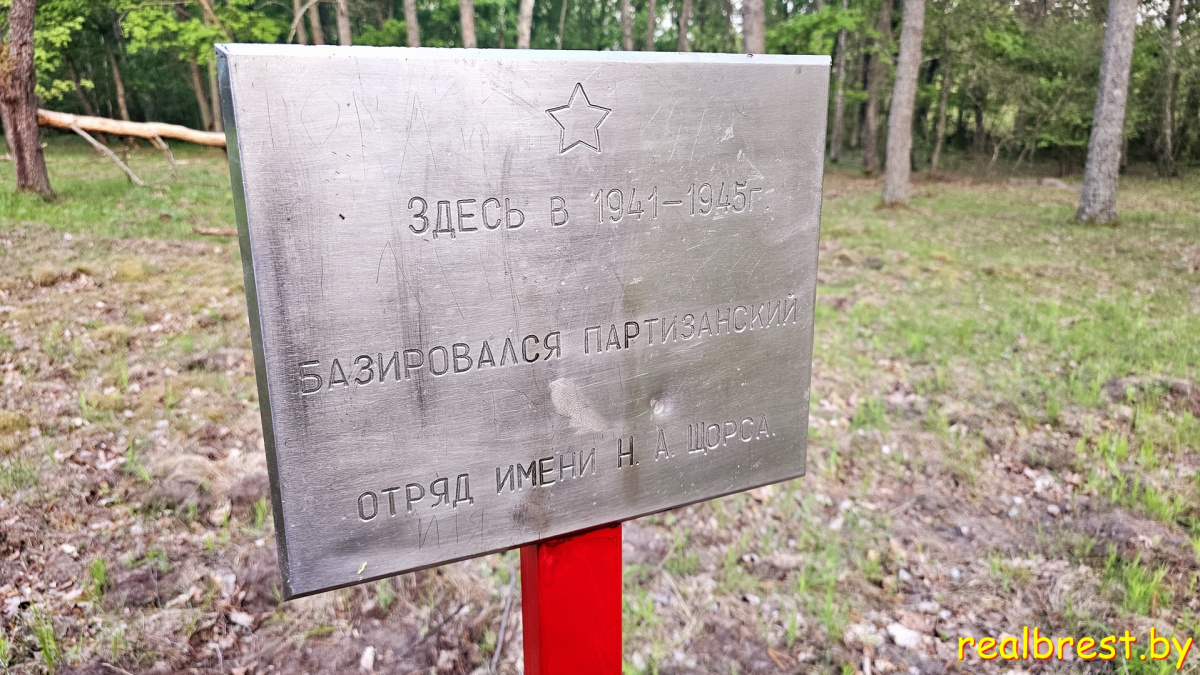 ЗДЕСЬ В 1941-1945г.
БАЗИРОВАЛСЯ ПАРТИЗАНСКИЙ
ОТРЯД ИМЕНИ Н. А. ЩОРСА.
realbrest.by